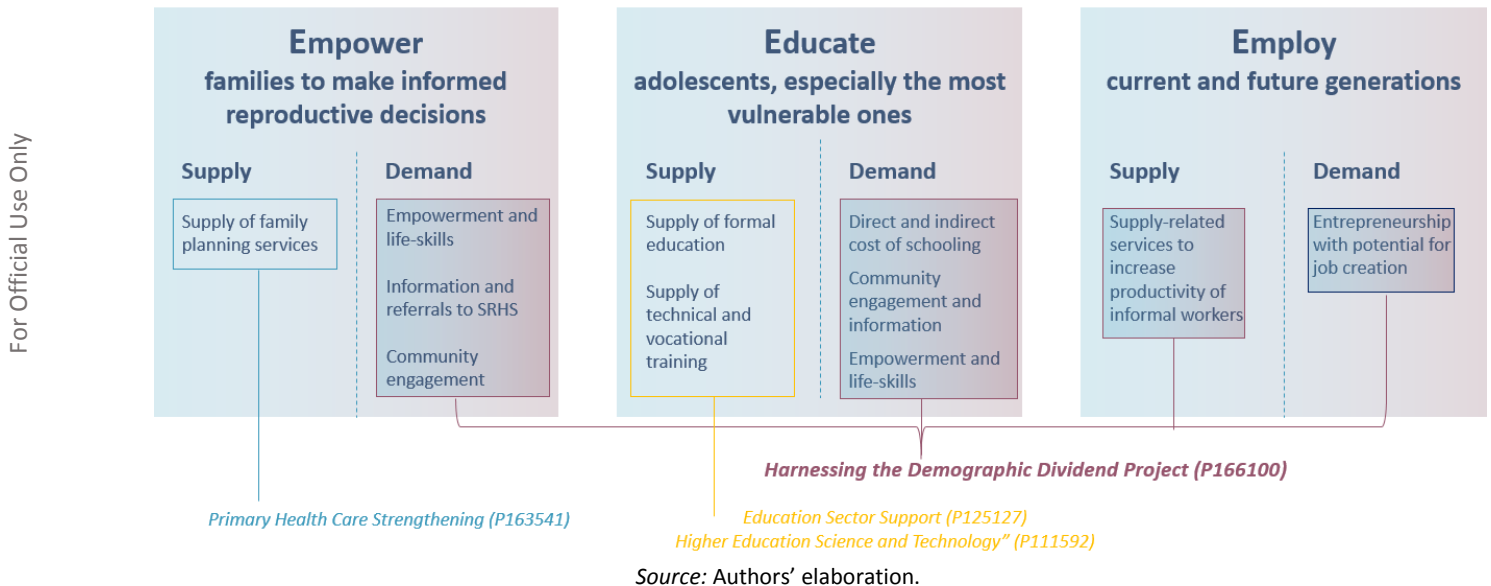 For Official Use Only
Empower
families to make informed
reproductive decisions
Supply
Supply of family
planning services
Demand
Empowerment and
life-skills
Information and
referrals to SRHS
Community
engagement
Educate
adolescents, especially the most
vulnerable ones
Supply
Supply of formal
education
Supply of
technical and
vocational
training
Demand
Direct and indirect
cost of schooling
Community
engagement and
information
Empowerment and
life-skills
Employ
current and future generations
Supply
Supply-related
services to
increase
productivity of
informal workers
Demand
Entrepreneurship
with potential for
job creation
Harnessing the Demographic Dividend Project (P166100)
Primary Health Care Strengthening (P163541)
Education Sector Support (P125127)
Higher Education Science and Technology” (P111592)
Source: Authors’ elaboration.